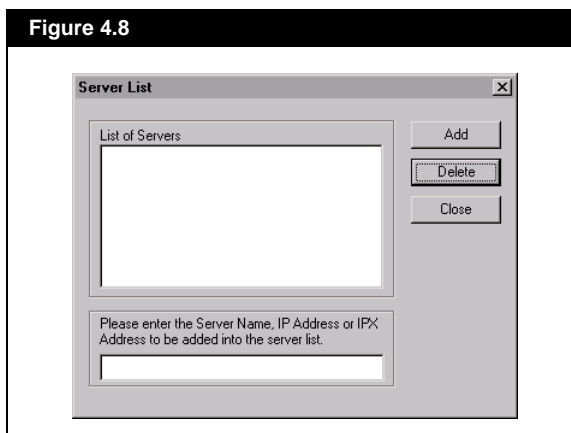 Figure 4.8
Server List
List of Servers
Add
Delete
Close
Please enter the Server Name, IP Address or IPX
Address to be added into the server list.